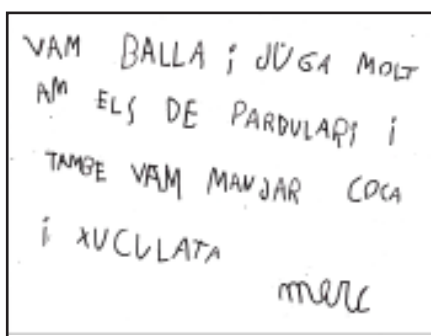 VAM BALLA i JUGA MOLT
AM ELS DE PARDULARI i
TAMBE VAM MANJAR COCA
i XUCULATA
merc